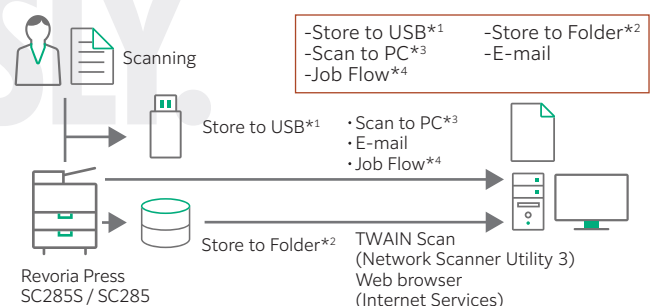 SLY.
Scanning
-Store to USB*1 -Store to Folder*2
-Scan to PC*3 -E-mail
-Job Flow*4
Store to USB*1
・Scan to PC*3
・E-mail
・Job Flow*4
Store to Folder*2
TWAIN Scan
(Network Scanner Utility 3)
Web browser
(Internet Services)
Revoria Press
SC285S / SC285